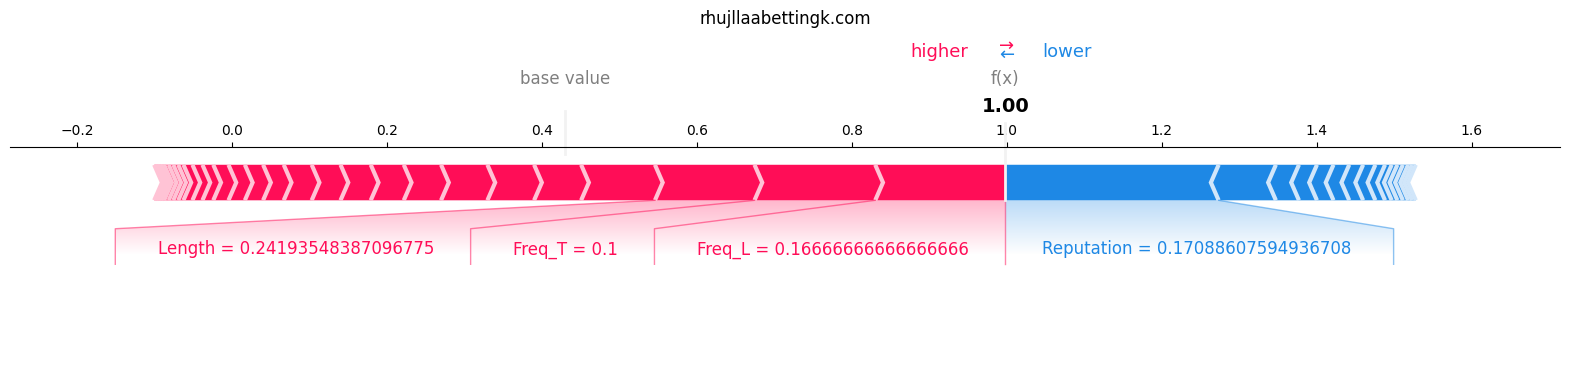 rhujllaabettingk.com
higher ⇄ lower
base value f(x)
1.00
−0.2 0.0 0.2 0.4 0.6 0.8 1.0 1.2 1.4 1.6
Length = 0.24193548387096775 Freq_T = 0.1 Freq_L = 0.16666666666666666 Reputation = 0.17088607594936708